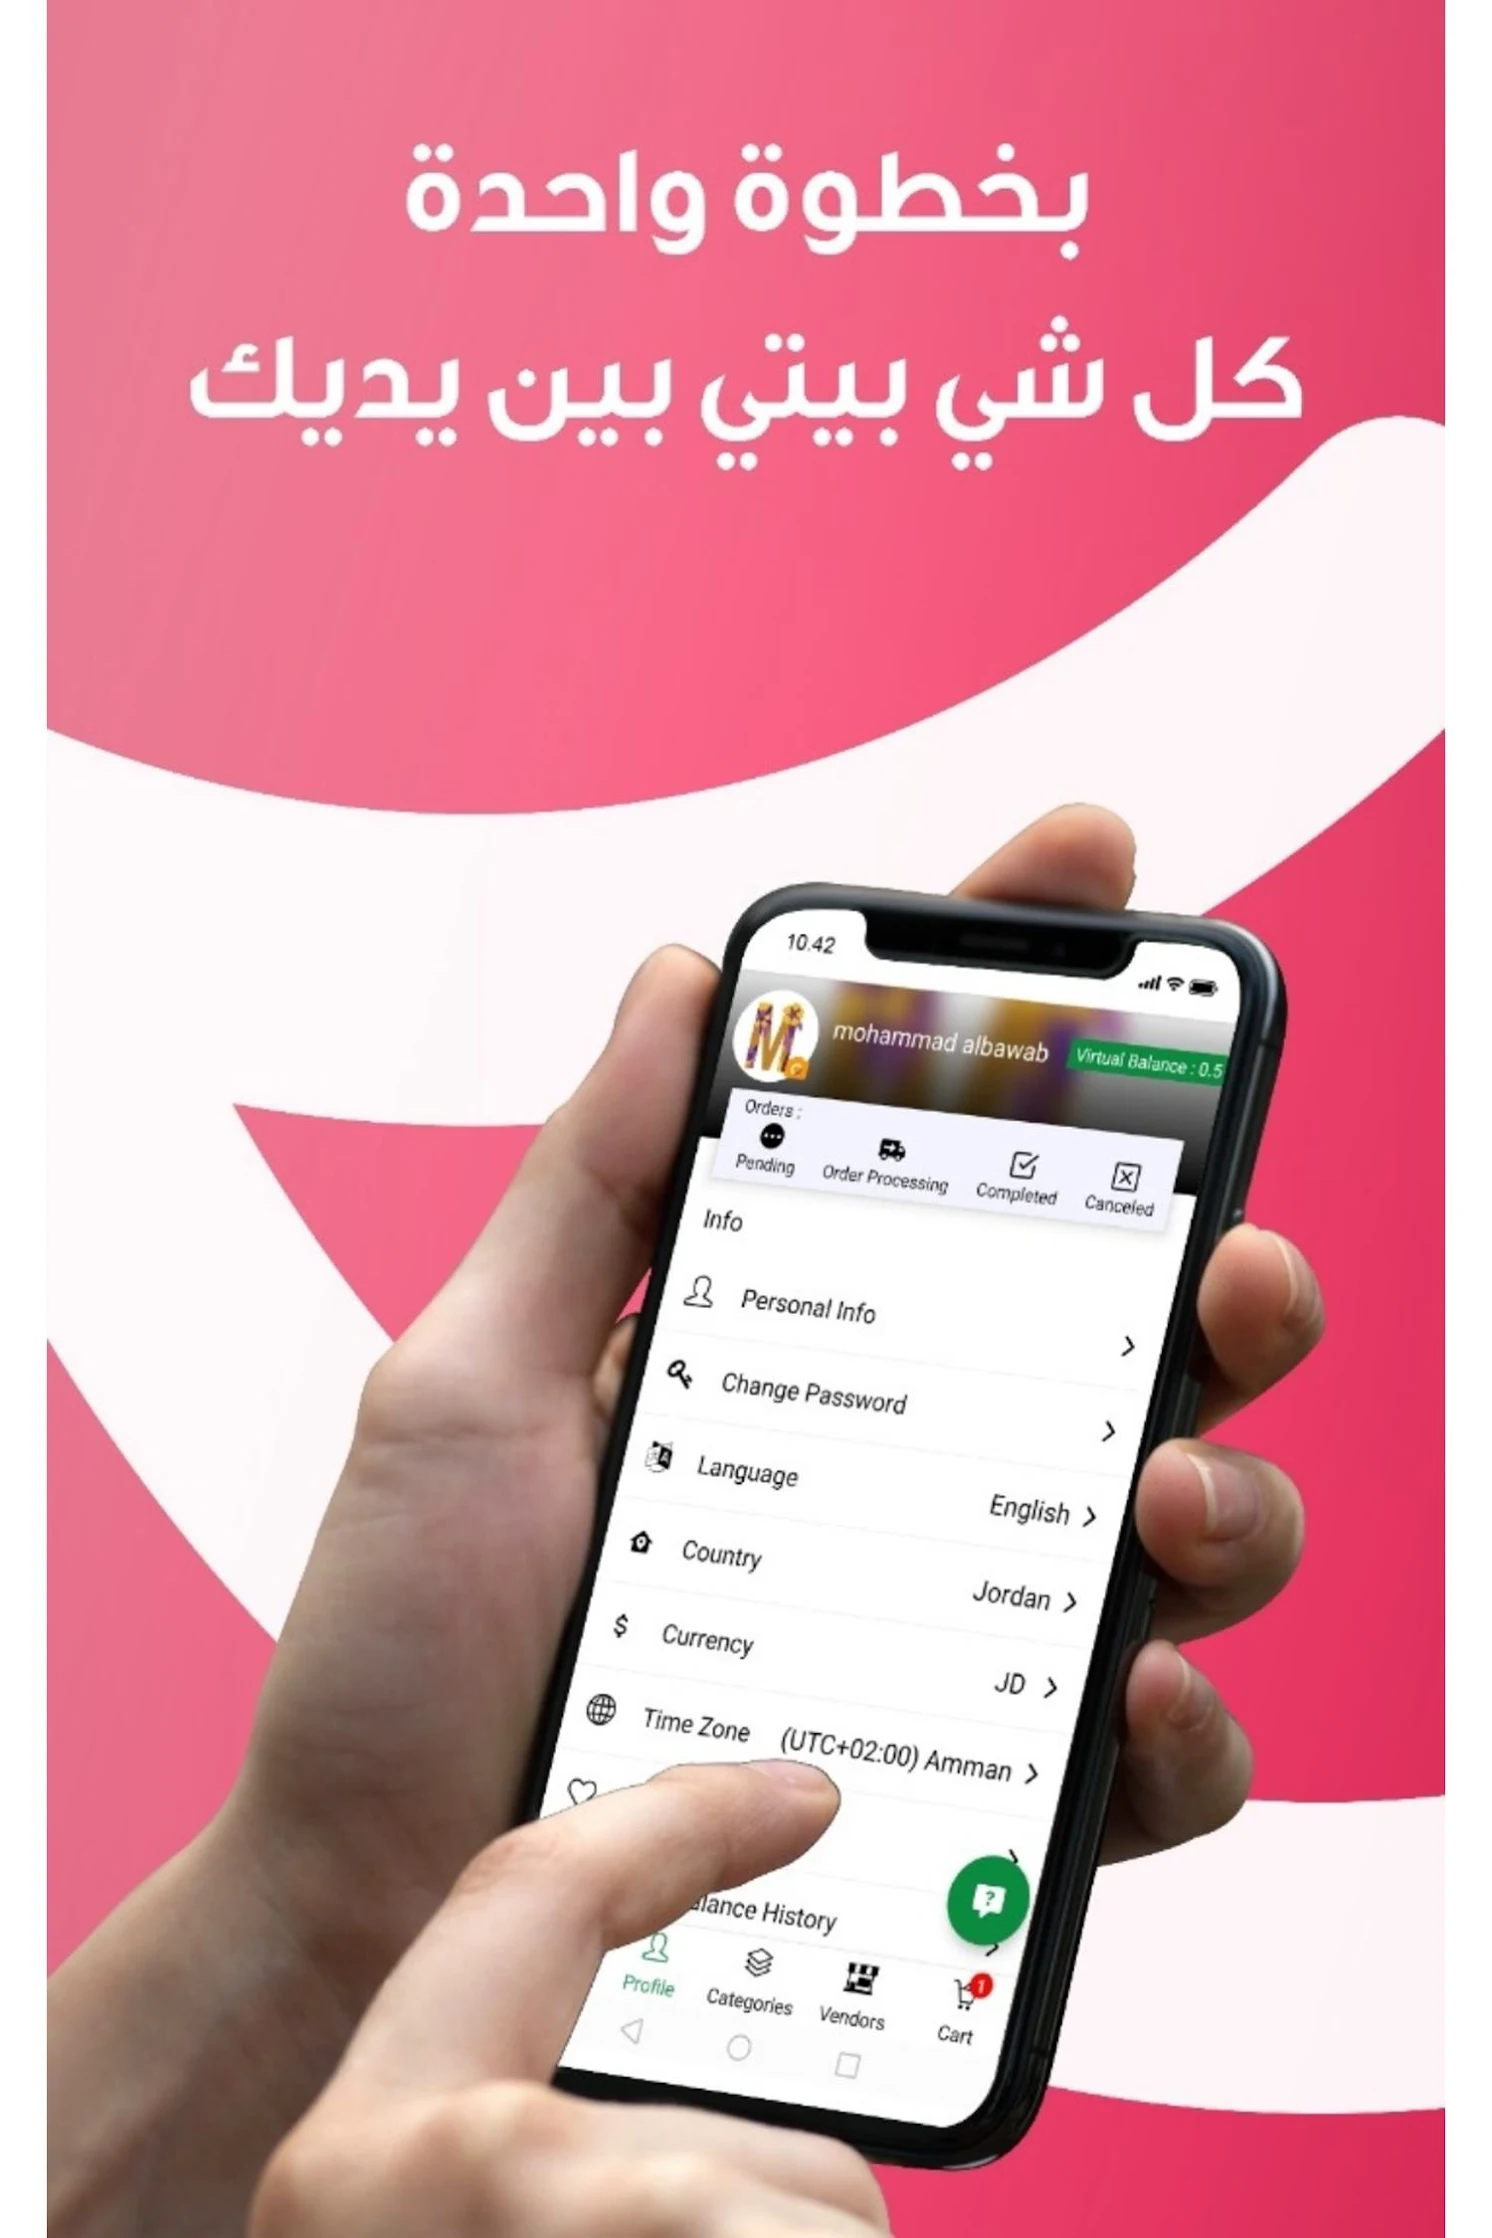 بخطوة واحدة
كل شي بيتي بين يديك
10.42
mohammad albawab
Virtual Balance : 0.5
Orders :
Pending Order Processing Completed Canceled
Info
Personal Info
Change Password
Language English
Country Jordan
Currency JD
Time Zone (UTC+02:00) Amman
History
1
Profile Categories Vendors Cart